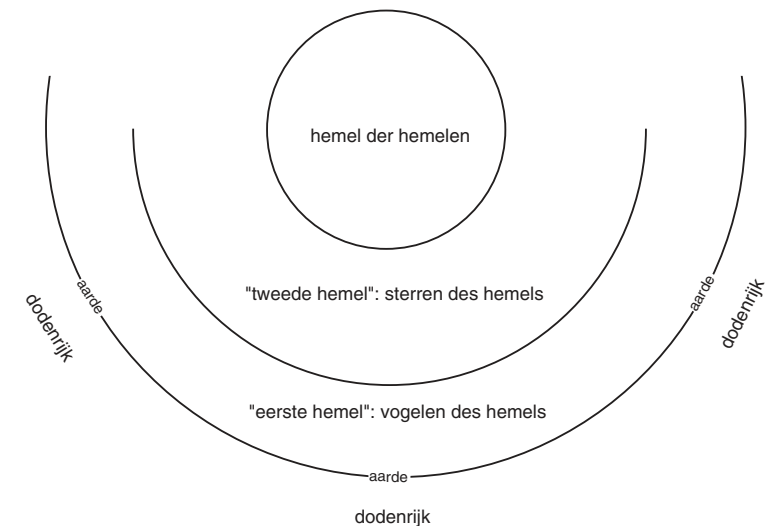 hemel der hemelen
"tweede hemel": sterren des hemels
aarde
aarde
dodenrijk
dodenrijk
"eerste hemel": vogelen des hemels
aarde
dodenrijk